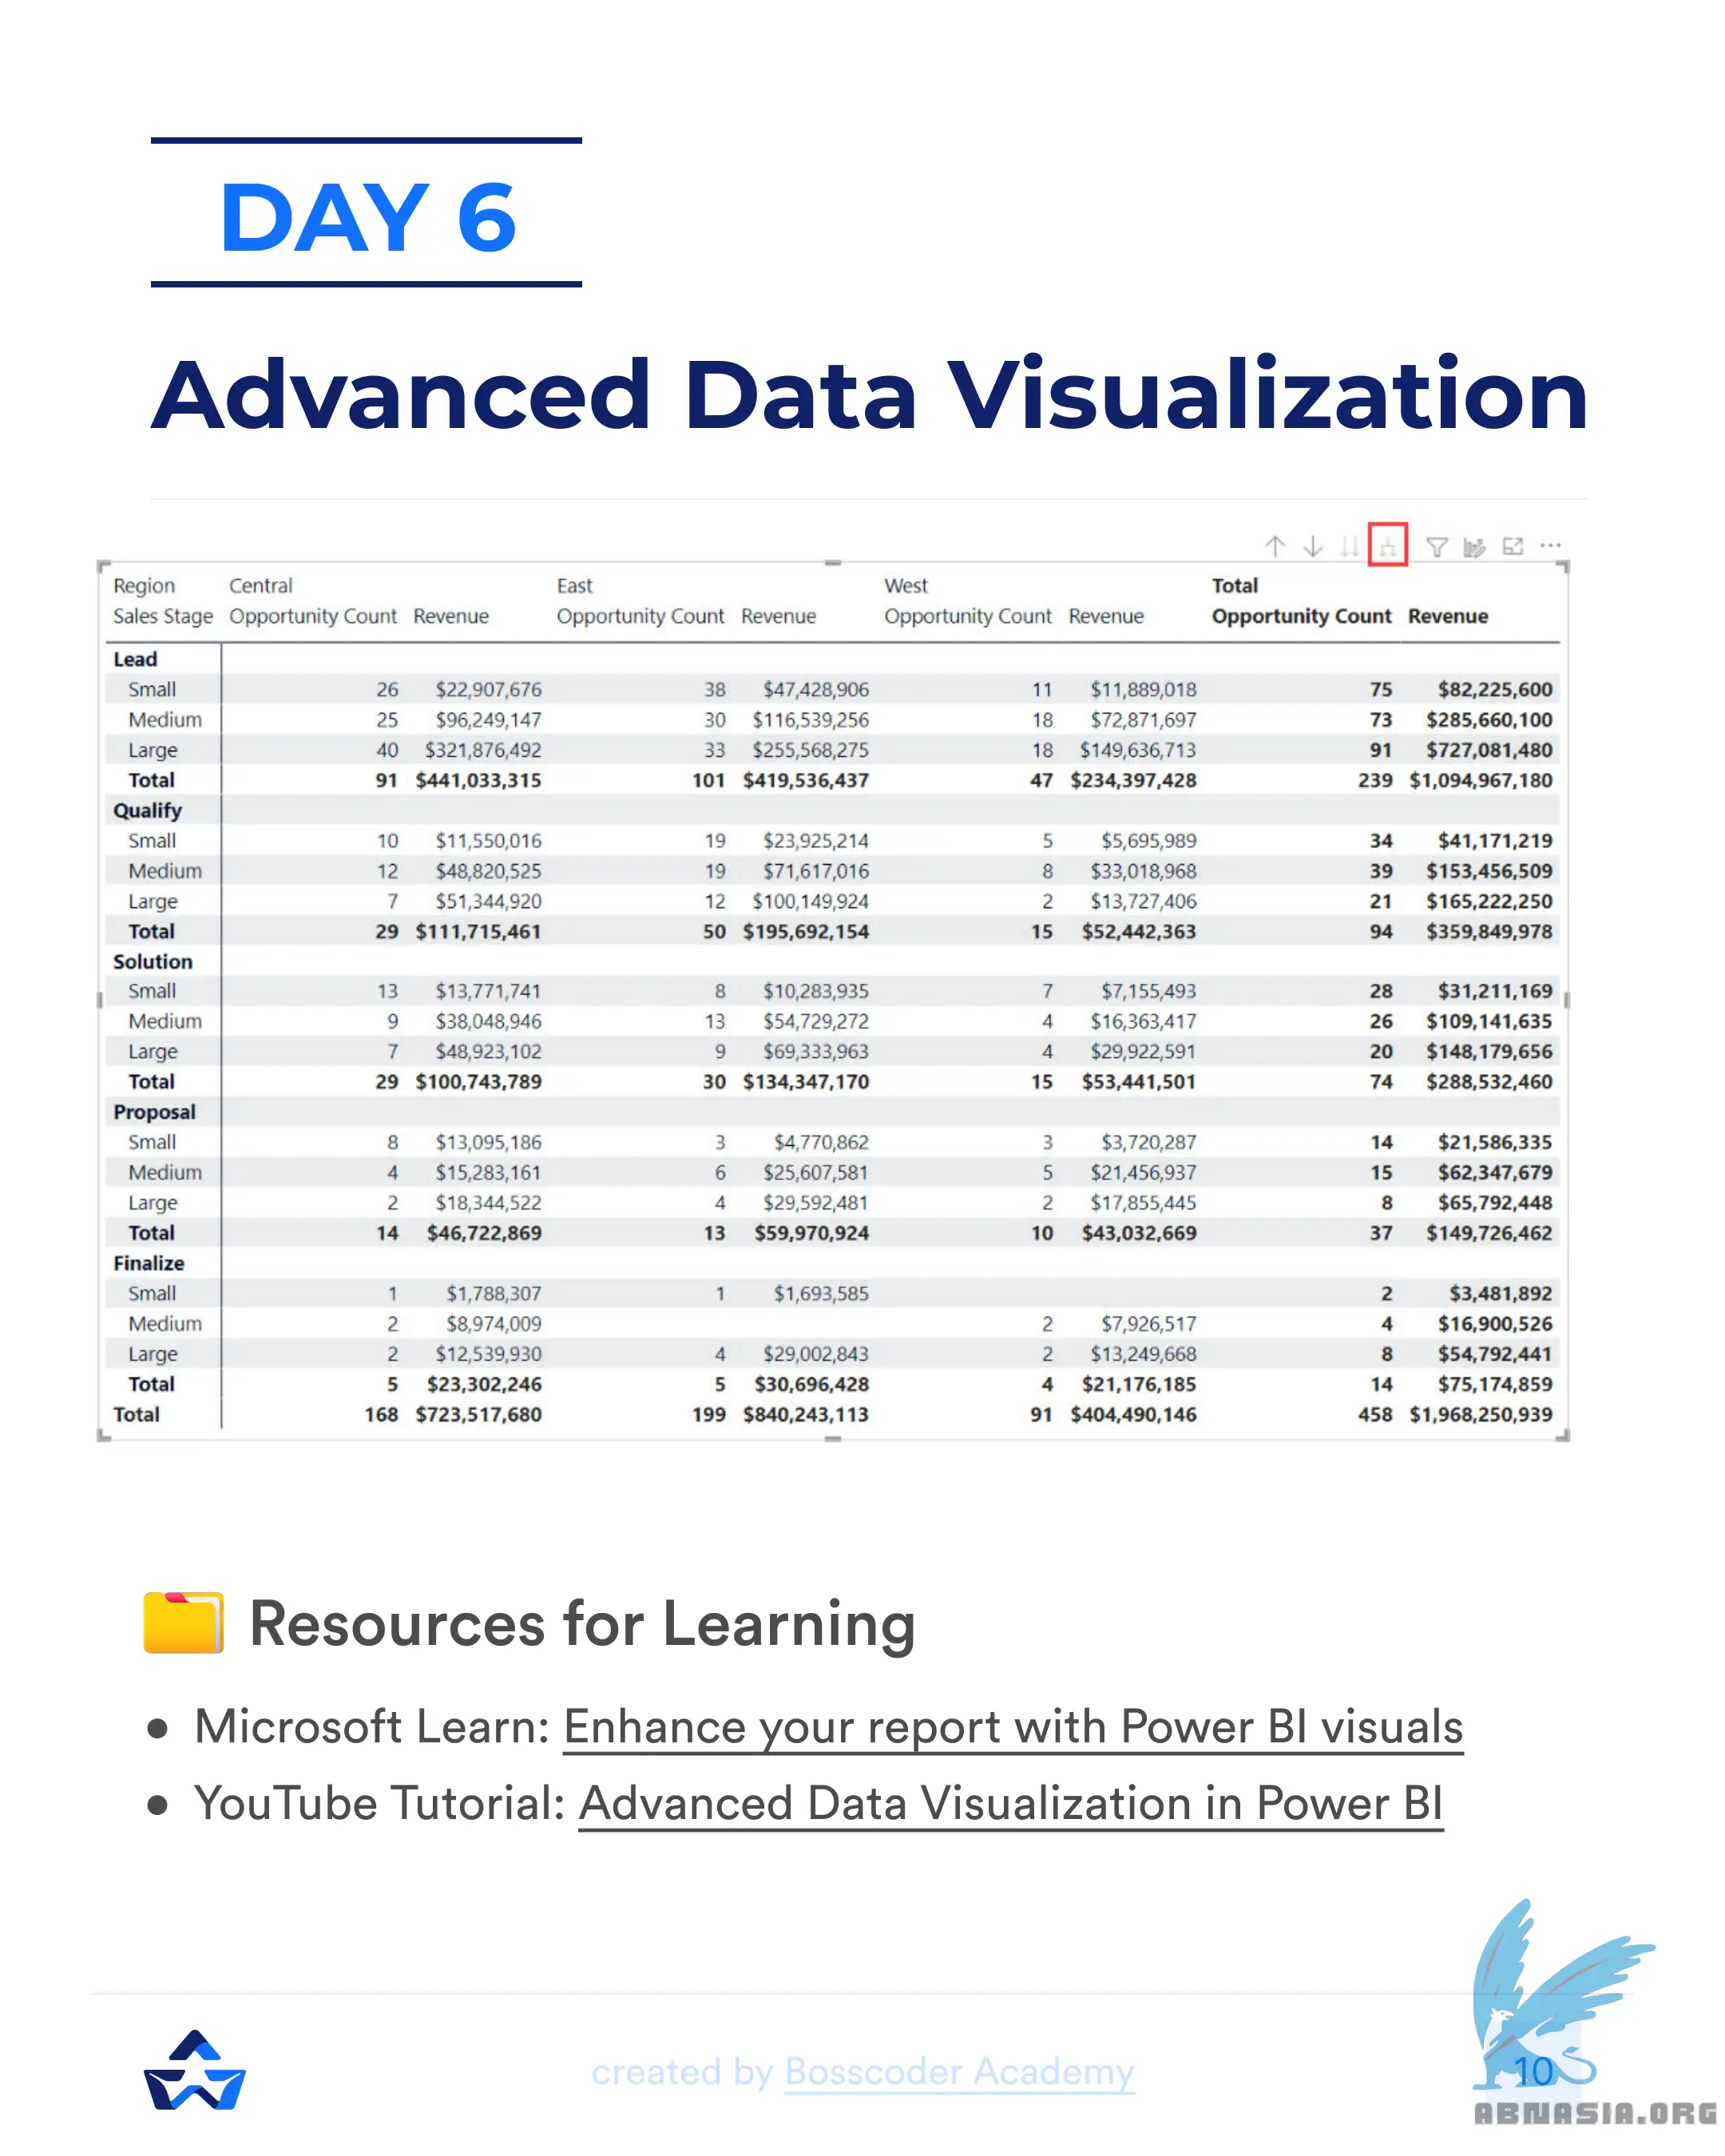 DAY 6
Advanced Data Visualization
Region Central East West Total
Sales Stage Opportunity Count Revenue Opportunity Count Revenue Opportunity Count Revenue Opportunity Count Revenue
Lead
Small 26 $22,907,676 38 $47,428,906 11 $11,889,018 75 $82,225,600
Medium 25 $96,249,147 30 $116,539,256 18 $72,871,697 73 $285,660,100
Large 40 $321,876,492 33 $255,568,275 18 $149,636,713 91 $727,081,480
Total 91 $441,033,315 101 $419,536,437 47 $234,397,428 239 $1,094,967,180
Qualify
Small 10 $11,550,016 19 $23,925,214 5 $5,695,989 34 $41,171,219
Medium 12 $48,820,525 19 $71,617,016 8 $33,018,968 39 $153,456,509
Large 7 $51,344,920 12 $100,149,924 2 $13,727,406 21 $165,222,250
Total 29 $111,715,461 50 $195,692,154 15 $52,442,363 94 $359,849,978
Solution
Small 13 $13,771,741 8 $10,283,935 7 $7,155,493 28 $31,211,169
Medium 9 $38,048,946 13 $54,729,272 4 $16,363,417 26 $109,141,635
Large 7 $48,923,102 9 $69,333,963 4 $29,922,591 20 $148,179,656
Total 29 $100,743,789 30 $134,347,170 15 $53,441,501 74 $288,532,460
Proposal
Small 8 $13,095,186 3 $4,770,862 3 $3,720,287 14 $21,586,335
Medium 4 $15,283,161 6 $25,607,581 5 $21,456,937 15 $62,347,679
Large 2 $18,344,522 4 $29,592,481 2 $17,855,445 8 $65,792,448
Total 14 $46,722,869 13 $59,970,924 10 $43,032,669 37 $149,726,462
Finalize
Small 1 $1,788,307 1 $1,693,585 2 $3,481,892
Medium 2 $8,974,009 2 $7,926,517 4 $16,900,526
Large 2 $12,539,930 4 $29,002,843 2 $13,249,668 8 $54,792,441
Total 5 $23,302,246 5 $30,696,428 4 $21,176,185 14 $75,174,859
Total 168 $723,517,680 199 $840,243,113 91 $404,490,146 458 $1,968,250,939
Resources for Learning
● Microsoft Learn: Enhance your report with Power BI visuals
● YouTube Tutorial: Advanced Data Visualization in Power BI
created by Bosscoder Academy
10
ABNASIA.ORG